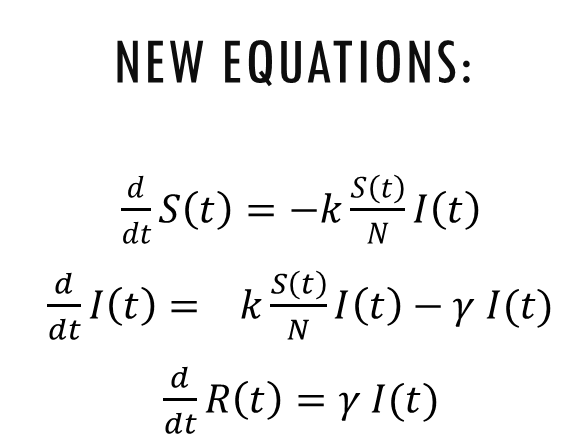 NEW EQUATIONS:
d/dt S(t) = −k S(t)/N I(t)
d/dt I(t) = k S(t)/N I(t) − γ I(t)
d/dt R(t) = γ I(t)